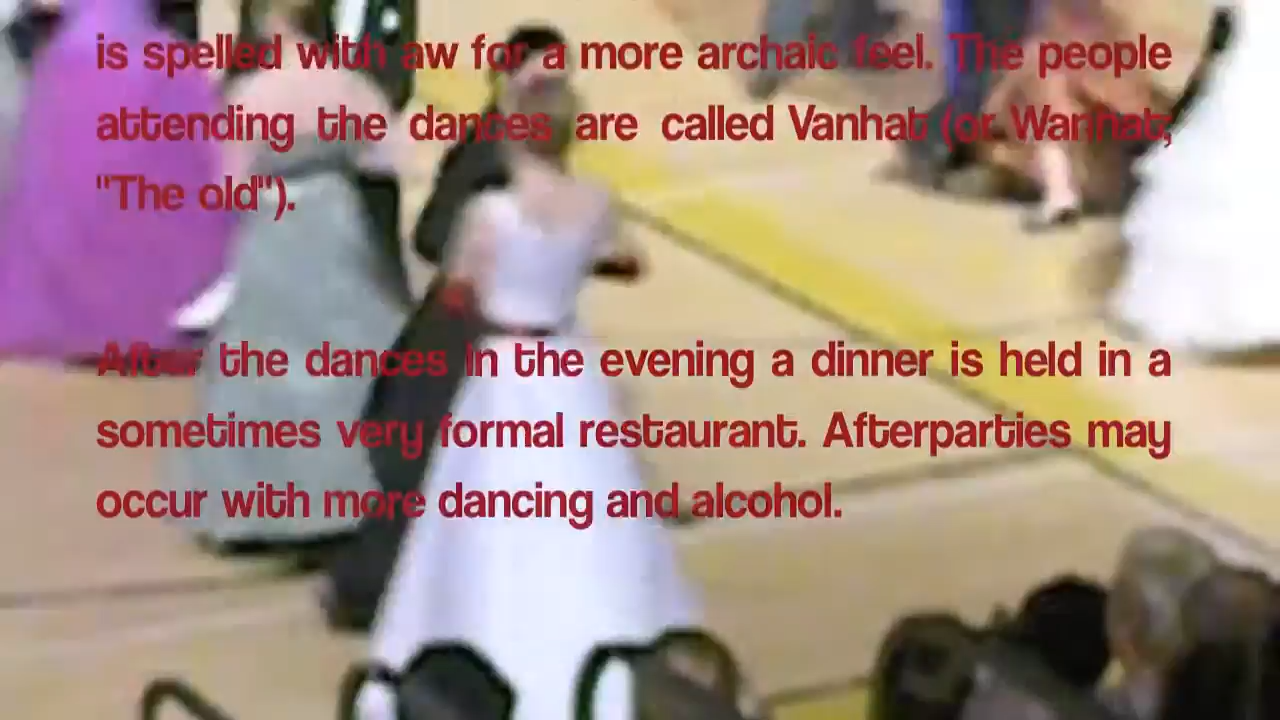 is spelled with aw for a more archaic feel. The people
attending the dances are called Vanhat (or Wanhat;
"The old").
After the dances in the evening a dinner is held in a
sometimes very formal restaurant. Afterparties may
occur with more dancing and alcohol.